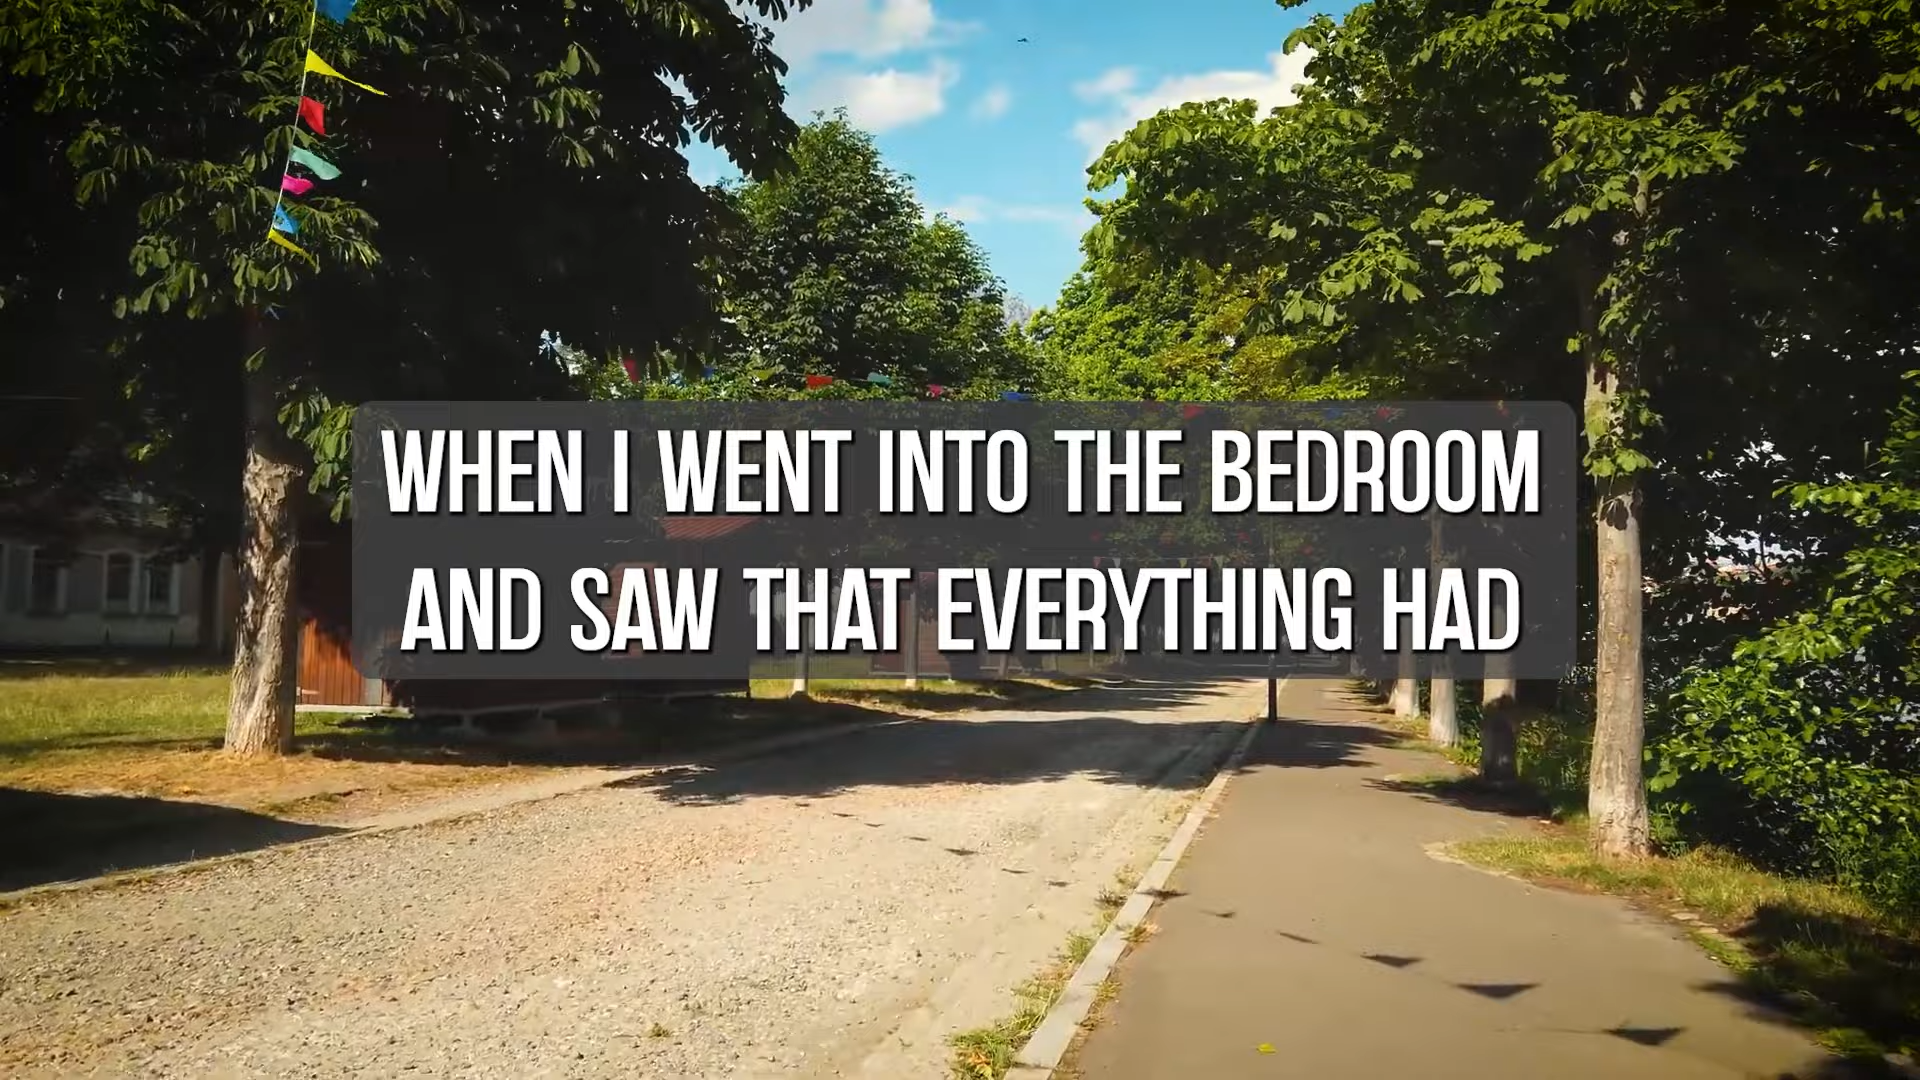 WHEN I WENT INTO THE BEDROOM
AND SAW THAT EVERYTHING HAD